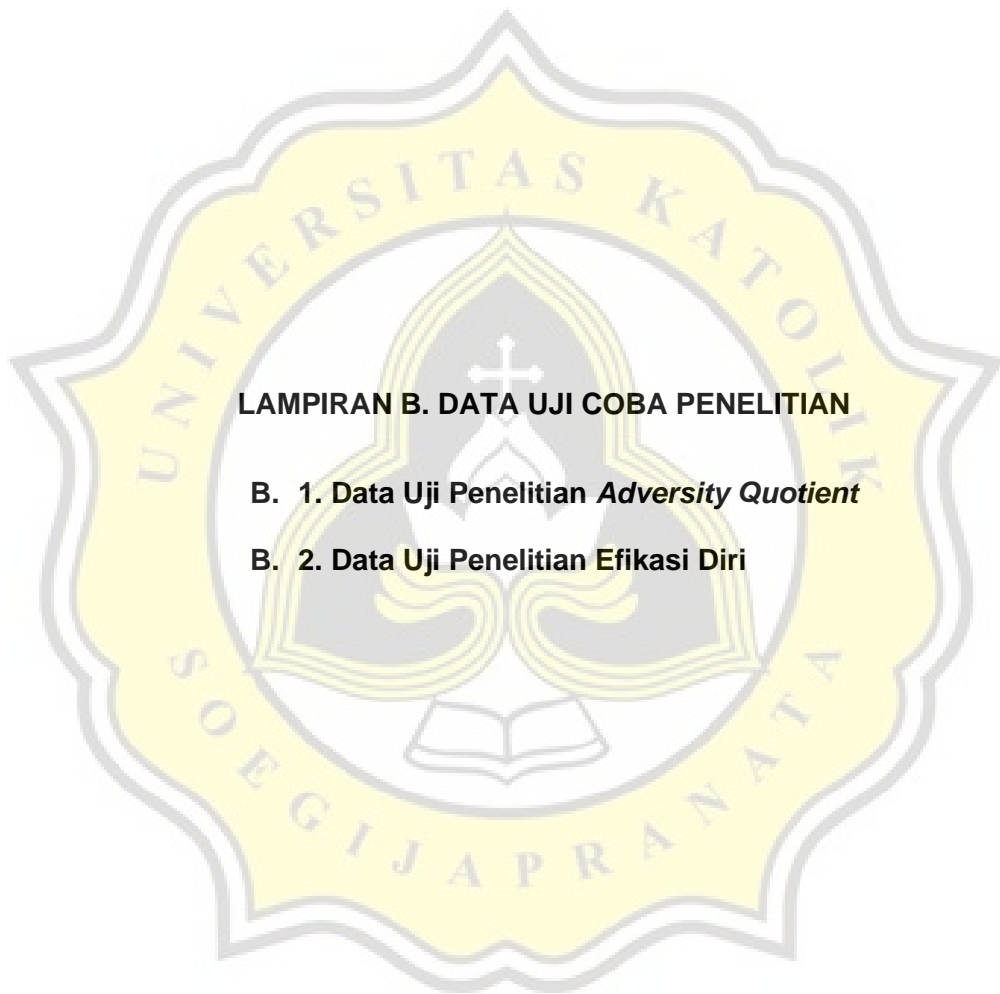 UNIVERSITAS KATOLIK
LAMPIRAN B. DATA UJI COBA PENELITIAN
B. 1. Data Uji Penelitian Adversity Quotient
B. 2. Data Uji Penelitian Efikasi Diri
SOEGIJAPRANATA